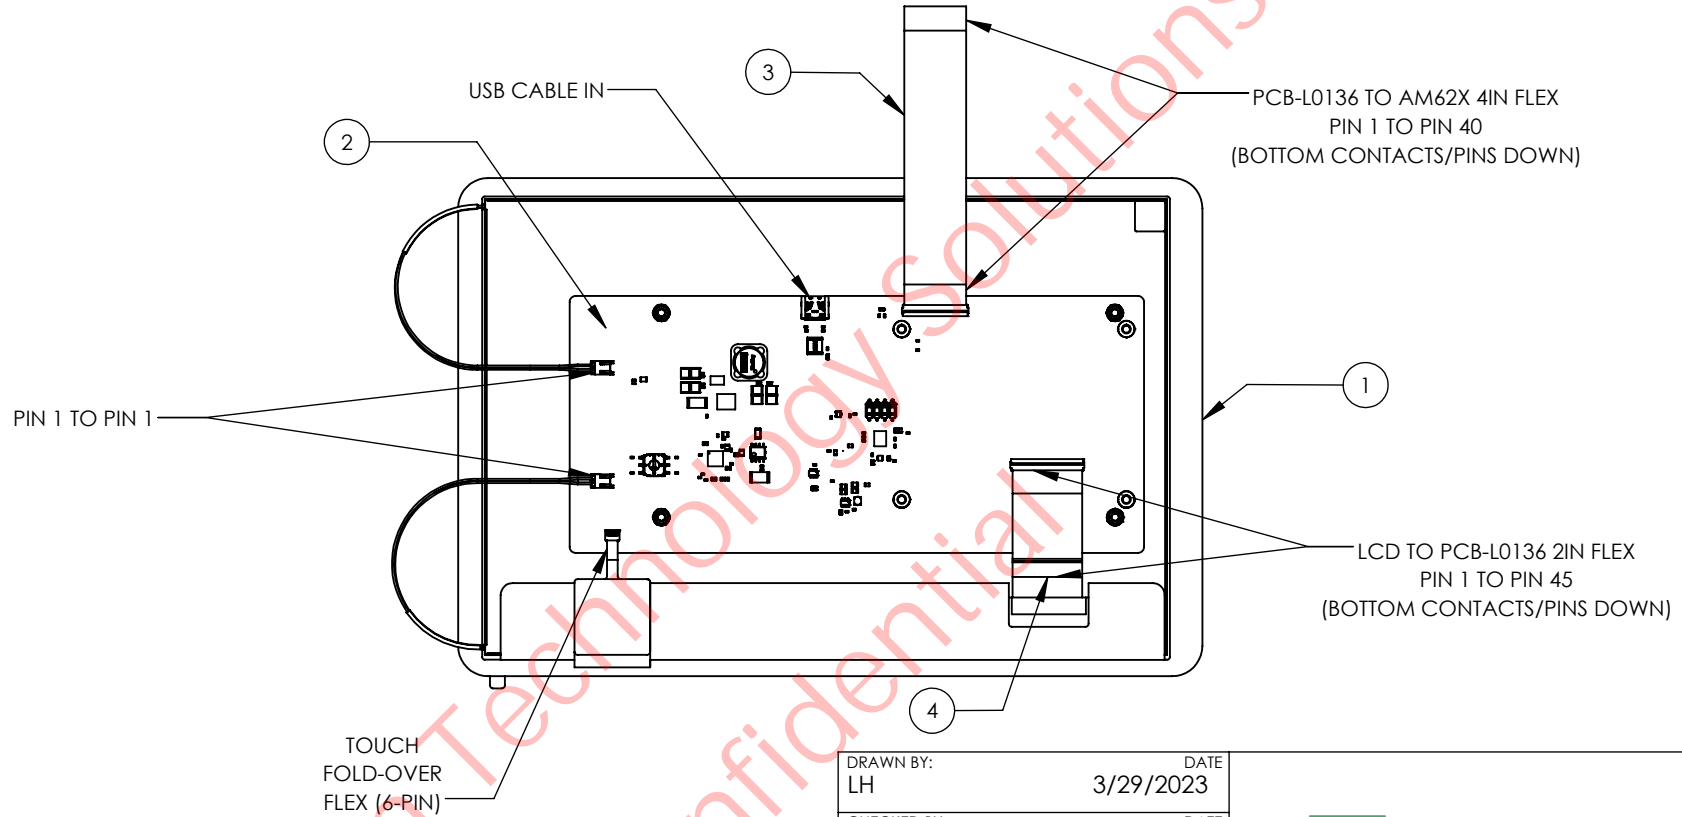 3
USB CABLE IN
PCB-L0136 TO AM62X 4IN FLEX
PIN 1 TO PIN 40
(BOTTOM CONTACTS/PINS DOWN)
2
1
PIN 1 TO PIN 1
LCD TO PCB-L0136 2IN FLEX
PIN 1 TO PIN 45
(BOTTOM CONTACTS/PINS DOWN)
4
TOUCH
FOLD-OVER
FLEX (6-PIN)
DRAWN BY: DATE
LH 3/29/2023
Technology Solutions